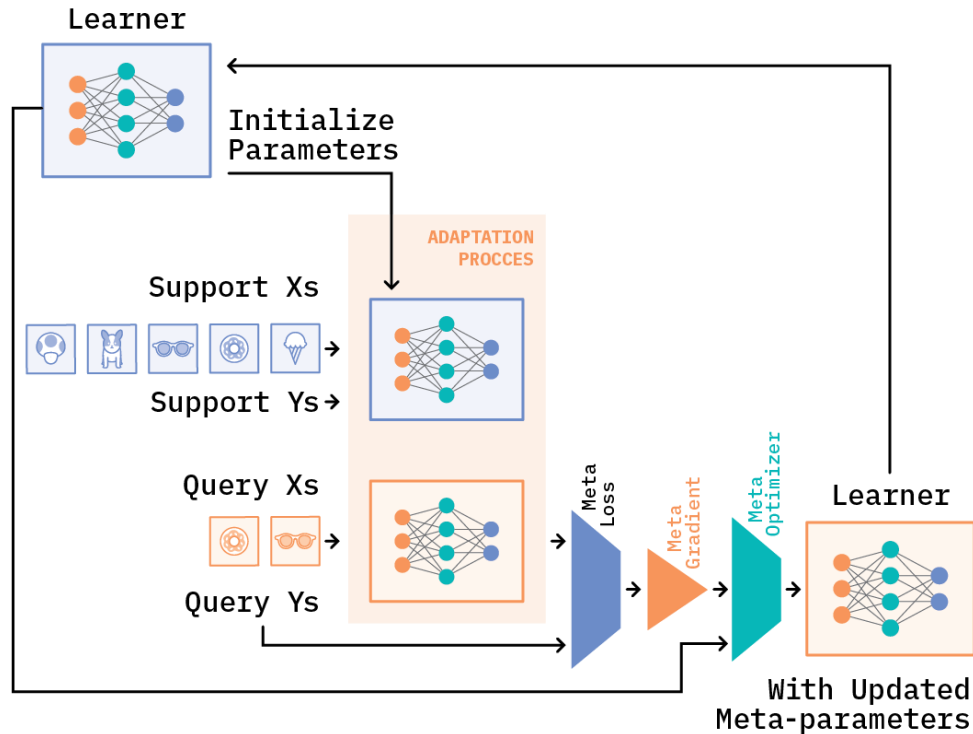 Learner
Initialize
Parameters
ADAPTATION
PROCCES
Support Xs
Support Ys
Query Xs
Query Ys
Meta
Loss
Meta
Gradient
Meta
Optimizer
Learner
With Updated
Meta-parameters